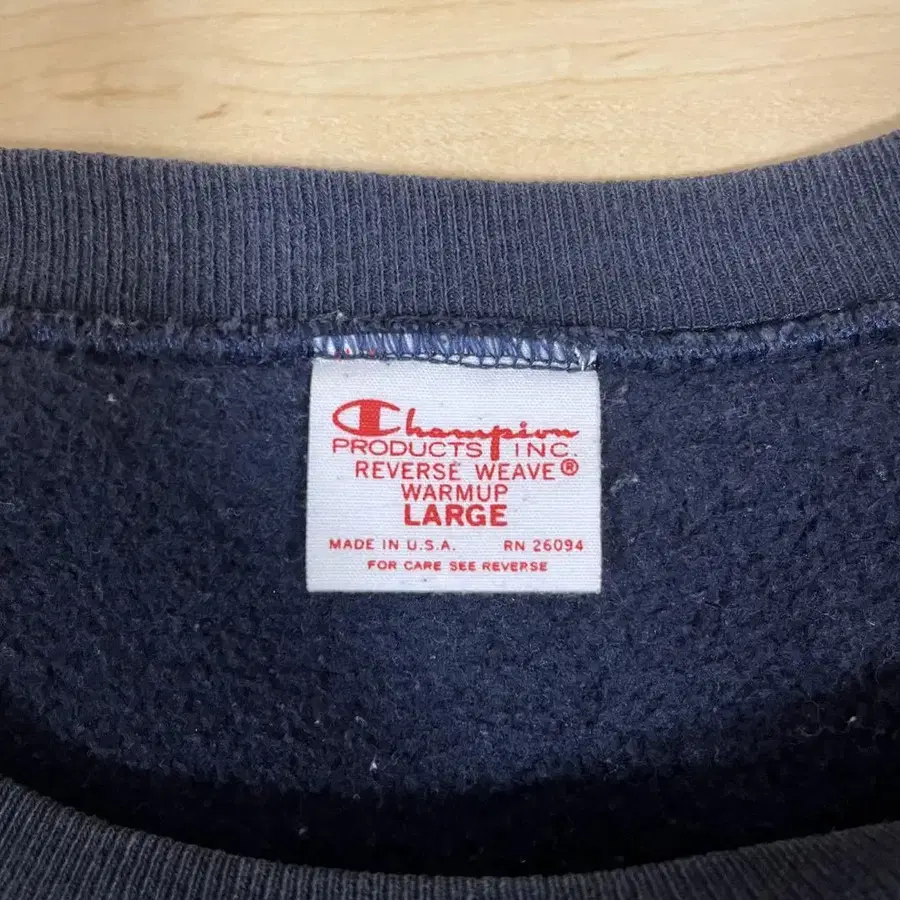 Champion
PRODUCTS INC.
REVERSE WEAVE®
WARMUP
LARGE
MADE IN U.S.A. RN 26094
FOR CARE SEE REVERSE